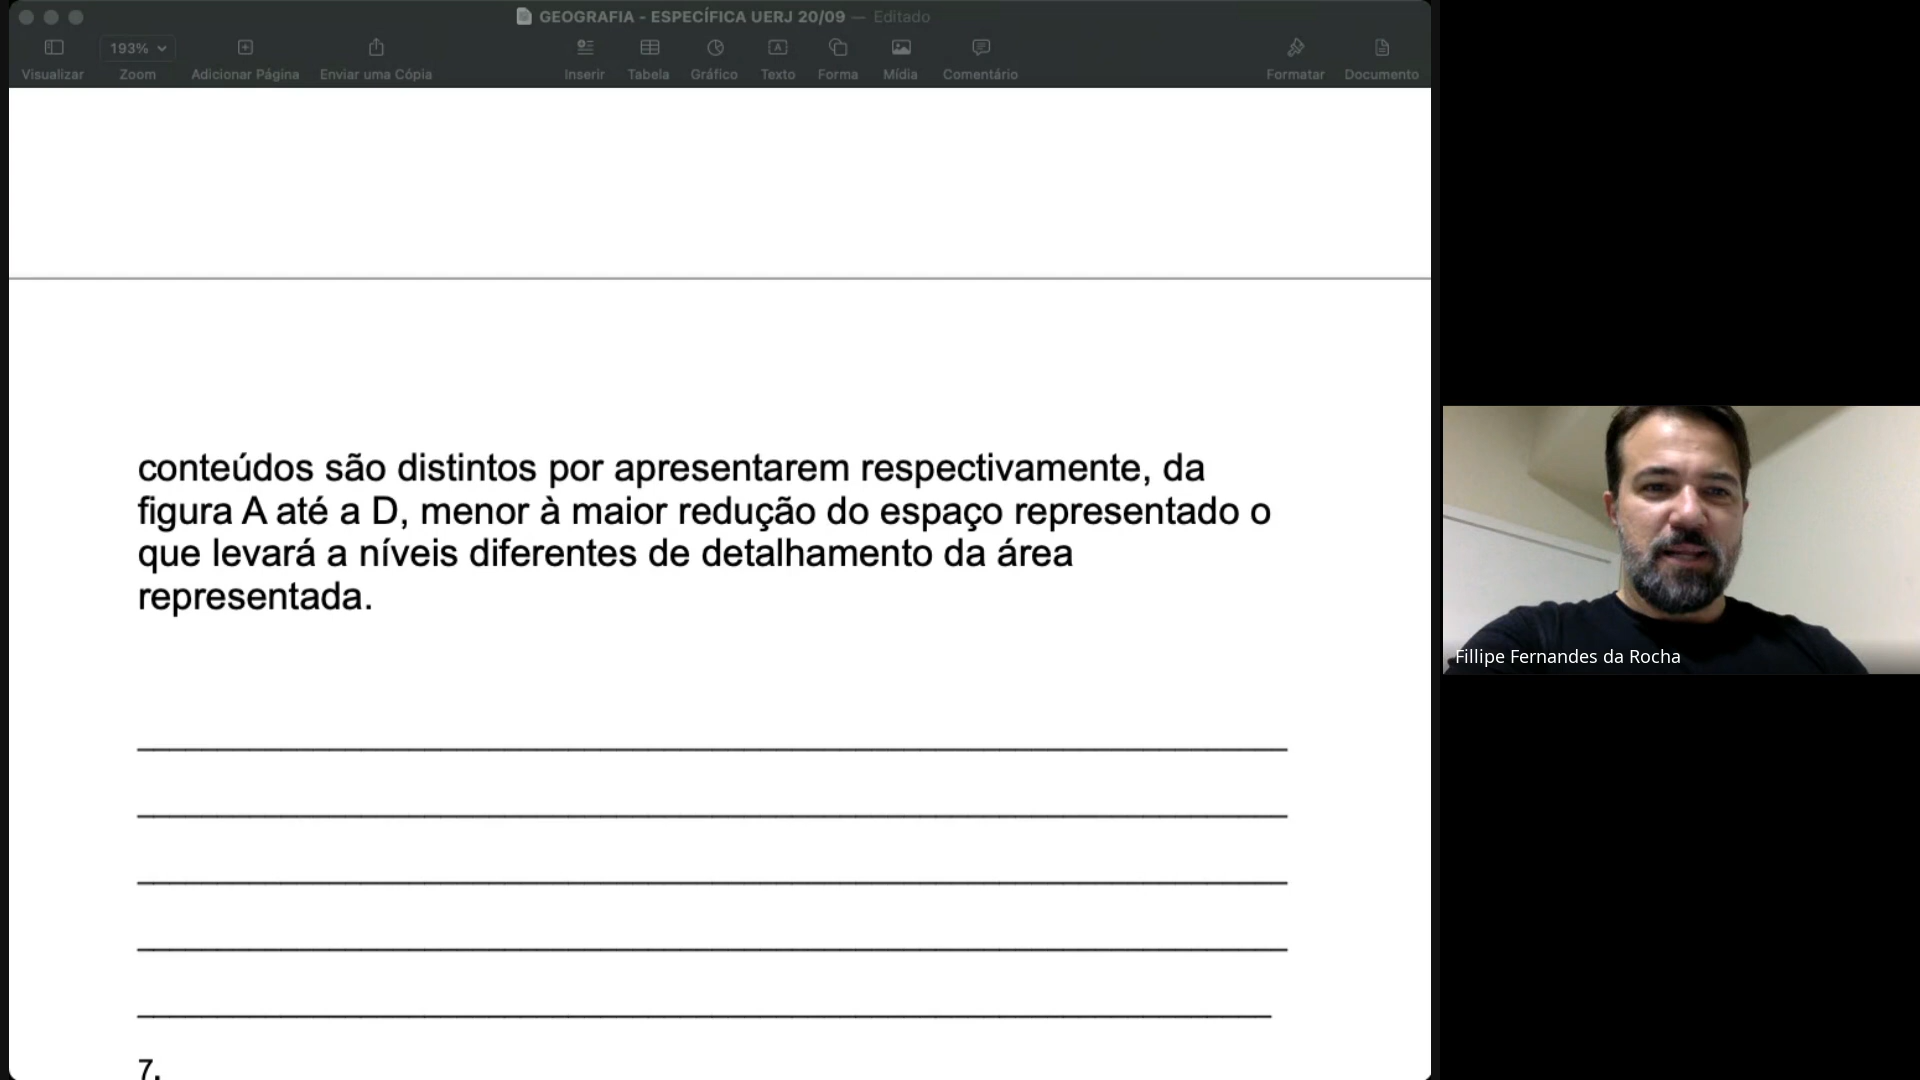 GEOGRAFIA - ESPECÍFICA UERJ 20/09 — Editado
193%
Visualizar Zoom Adicionar Página Enviar uma Cópia Inserir Tabela Gráfico Texto Forma Mídia Comentário Formatar Documento
conteúdos são distintos por apresentarem respectivamente, da
figura A até a D, menor à maior redução do espaço representado o
que levará a níveis diferentes de detalhamento da área
representada.
7.
Fillipe Fernandes da Rocha